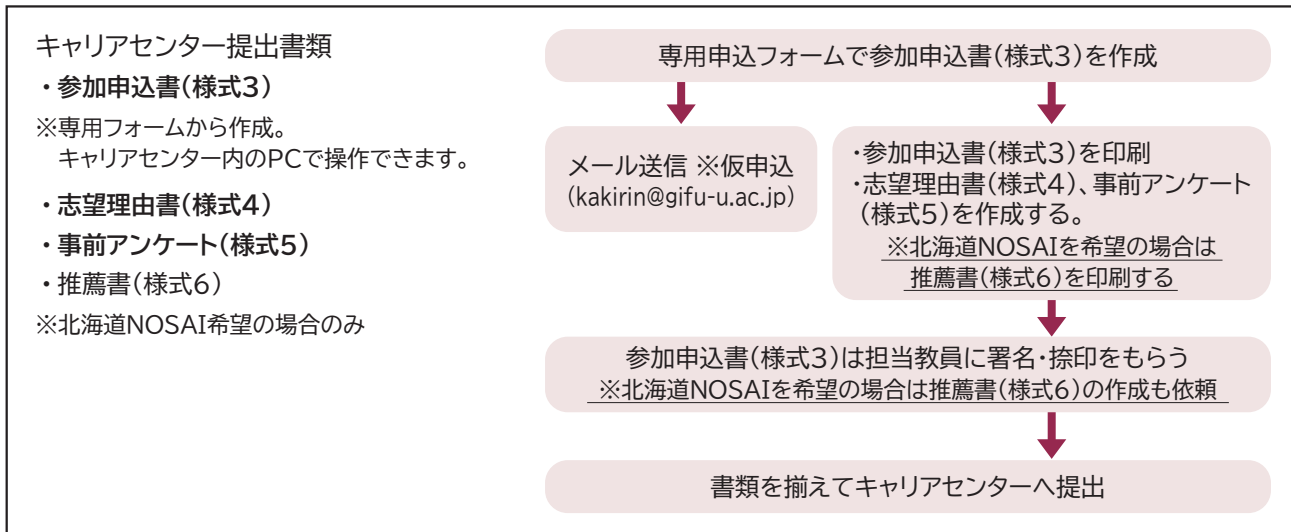 キャリアセンター提出書類
・参加申込書(様式3)
※専用フォームから作成。
キャリアセンター内のPCで操作できます。
・志望理由書(様式4)
・事前アンケート(様式5)
・推薦書(様式6)
※北海道NOSAI希望の場合のみ
専用申込フォームで参加申込書(様式3)を作成
メール送信 ※仮申込
(kakirin@gifu-u.ac.jp)
・参加申込書(様式3)を印刷
・志望理由書(様式4)、事前アンケート
(様式5)を作成する。
※北海道NOSAIを希望の場合は
推薦書(様式6)を印刷する
参加申込書(様式3)は担当教員に署名・捺印をもらう
※北海道NOSAIを希望の場合は推薦書(様式6)の作成も依頼
書類を揃えてキャリアセンターへ提出